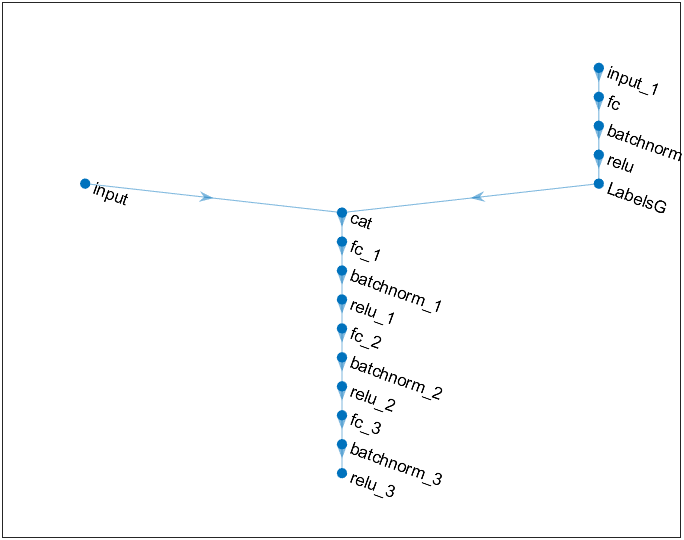 input_1
fc
batchnorm
relu
LabelsG
input
cat
fc_1
batchnorm_1
relu_1
fc_2
batchnorm_2
relu_2
fc_3
batchnorm_3
relu_3